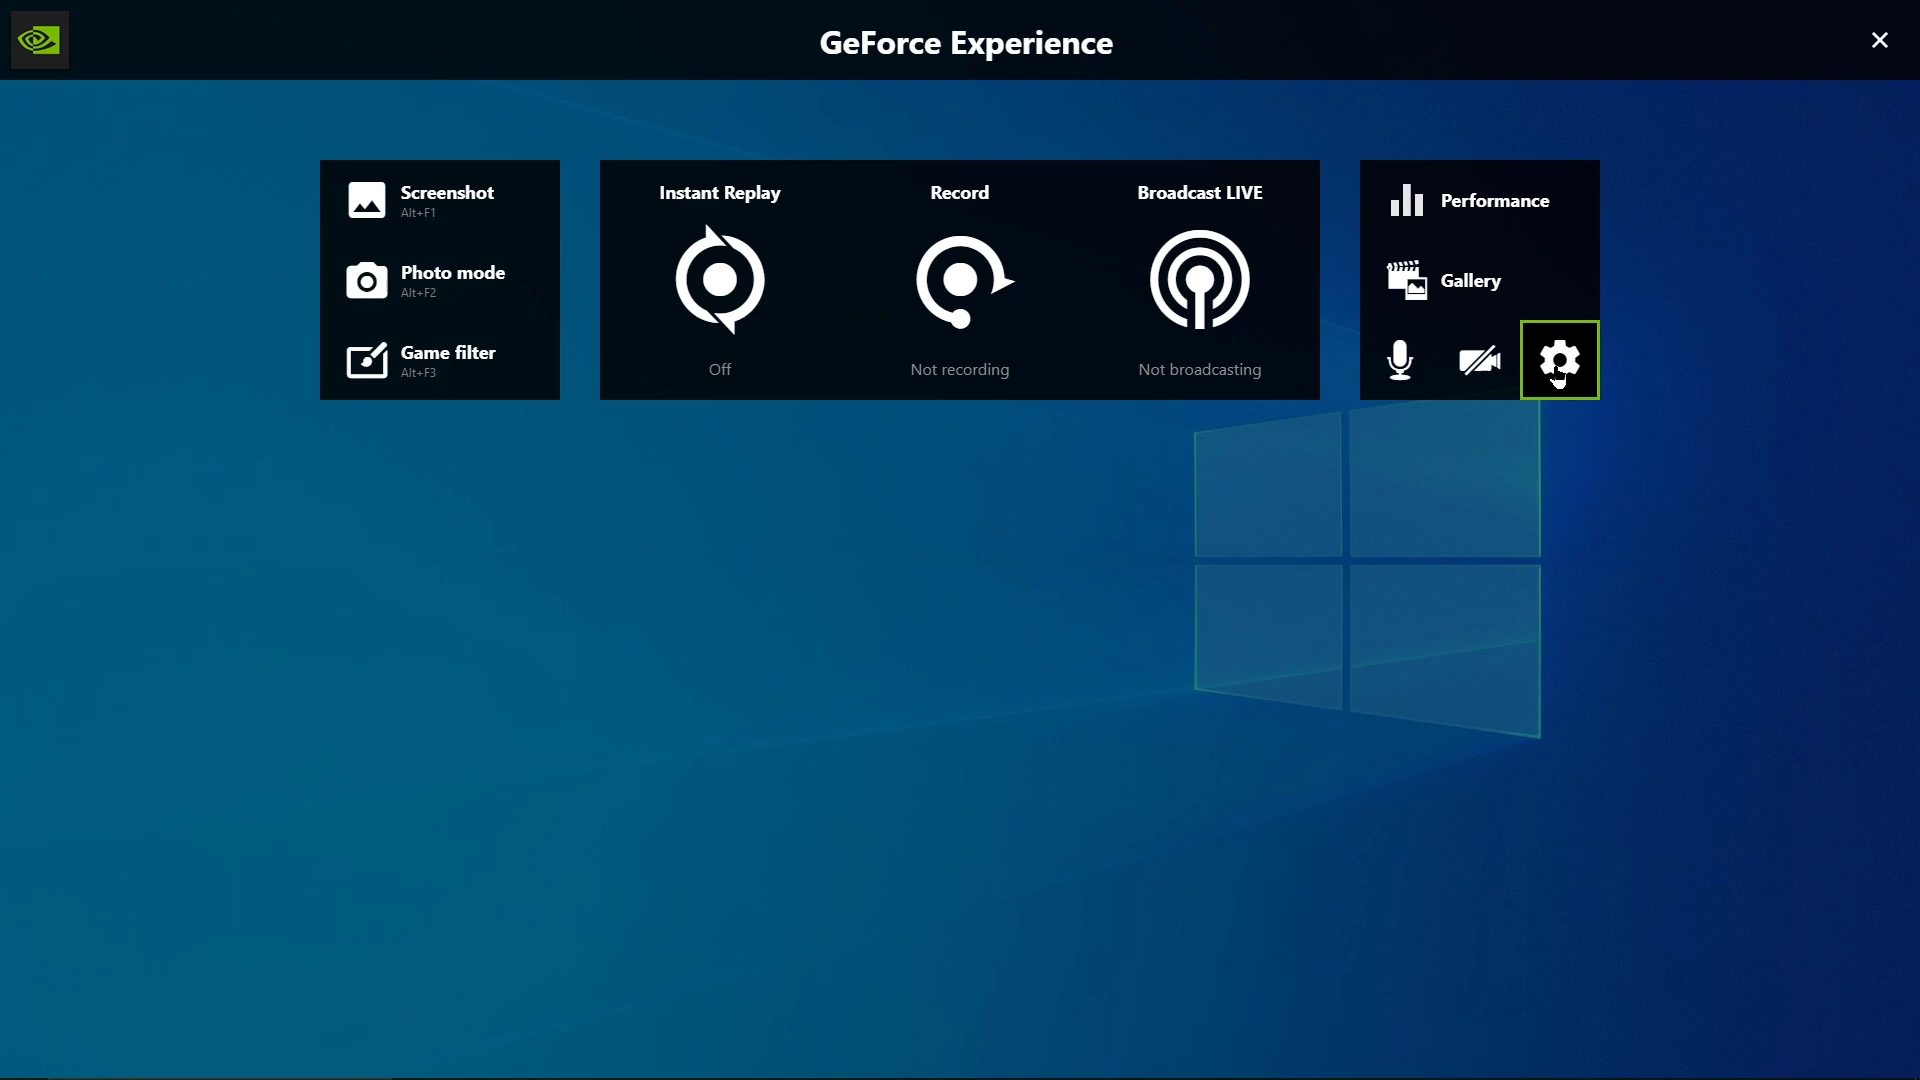 GeForce Experience
Screenshot
Alt+F1
Photo mode
Alt+F2
Game filter
Alt+F3
Instant Replay
Off
Record
Not recording
Broadcast LIVE
Not broadcasting
Performance
Gallery